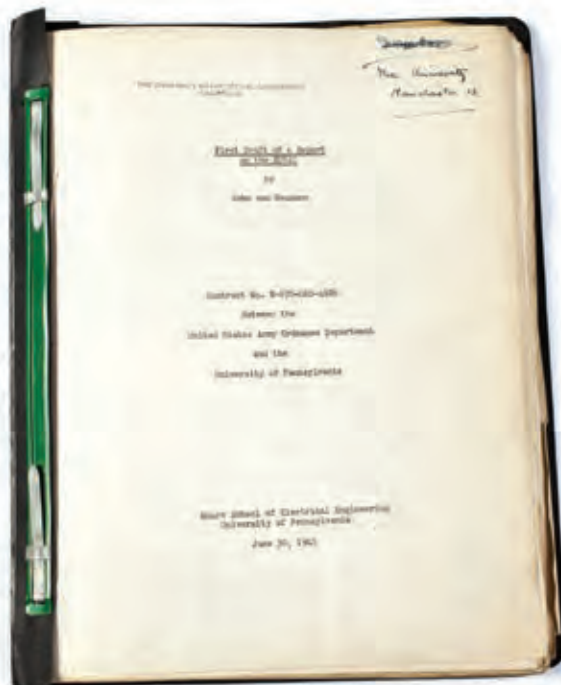 The University
Manchester 13
First Draft of a Report
on the EDVAC
by
John von Neumann
Contract No.
Between the
United States Army Ordnance Department
and the
University of Pennsylvania
Moore School of Electrical Engineering
University of Pennsylvania
June 30, 1945